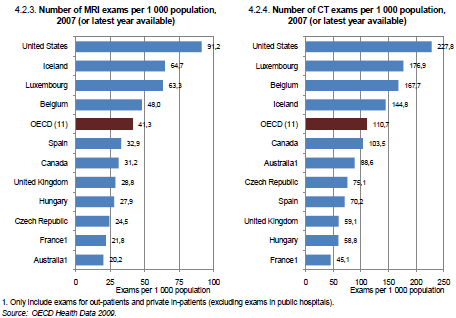 4.2.3. Number of MRI exams per 1 000 population,
2007 (or latest year available)
United States 91,2
Iceland 64,7
Luxembourg 63,3
Belgium 48,0
OECD (11) 41,3
Spain 32,9
Canada 31,2
United Kingdom 28,8
Hungary 27,9
Czech Republic 24,5
France1 21,8
Australia1 20,2
0 25 50 75 100
Exams per 1 000 population
4.2.4. Number of CT exams per 1 000 population,
2007 (or latest year available)
United States 227,8
Luxembourg 176,9
Belgium 167,7
Iceland 144,8
OECD (11) 110,7
Canada 103,5
Australia1 88,6
Czech Republic 75,1
Spain 70,2
United Kingdom 59,1
Hungary 58,8
France1 45,1
0 50 100 150 200 250
Exams per 1 000 population
1. Only include exams for out-patients and private in-patients (excluding exams in public hospitals).
Source: OECD Health Data 2009.